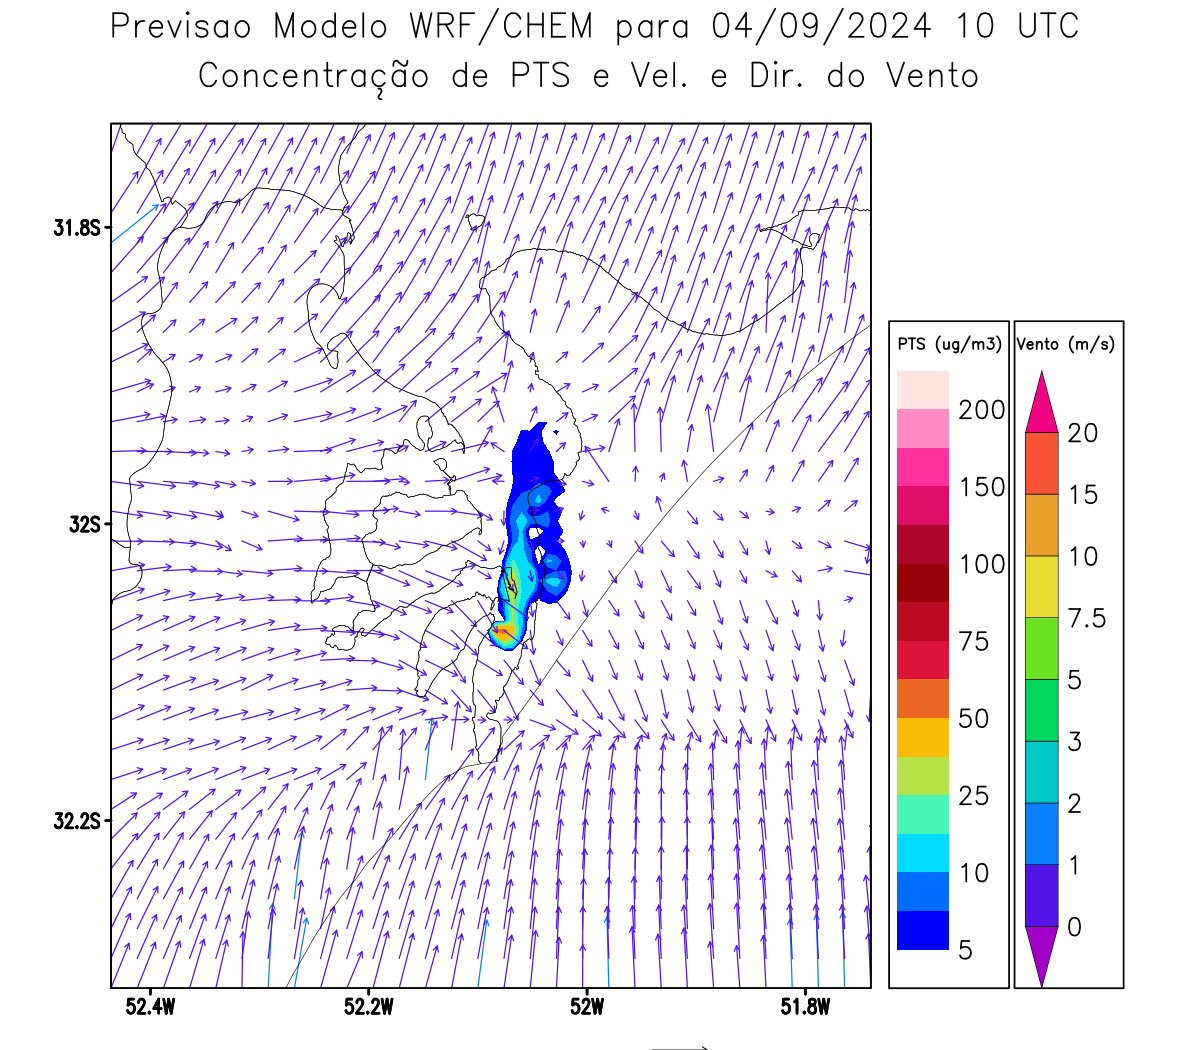 Previsao Modelo WRF/CHEM para 04/09/2024 10 UTC
Concentração de PTS e Vel. e Dir. do Vento
31.8S
32S
32.2S
52.4W
52.2W
52W
51.8W
PTS (ug/m3)
200
150
100
75
50
25
10
5
Vento (m/s)
20
15
10
7.5
5
3
2
1
0